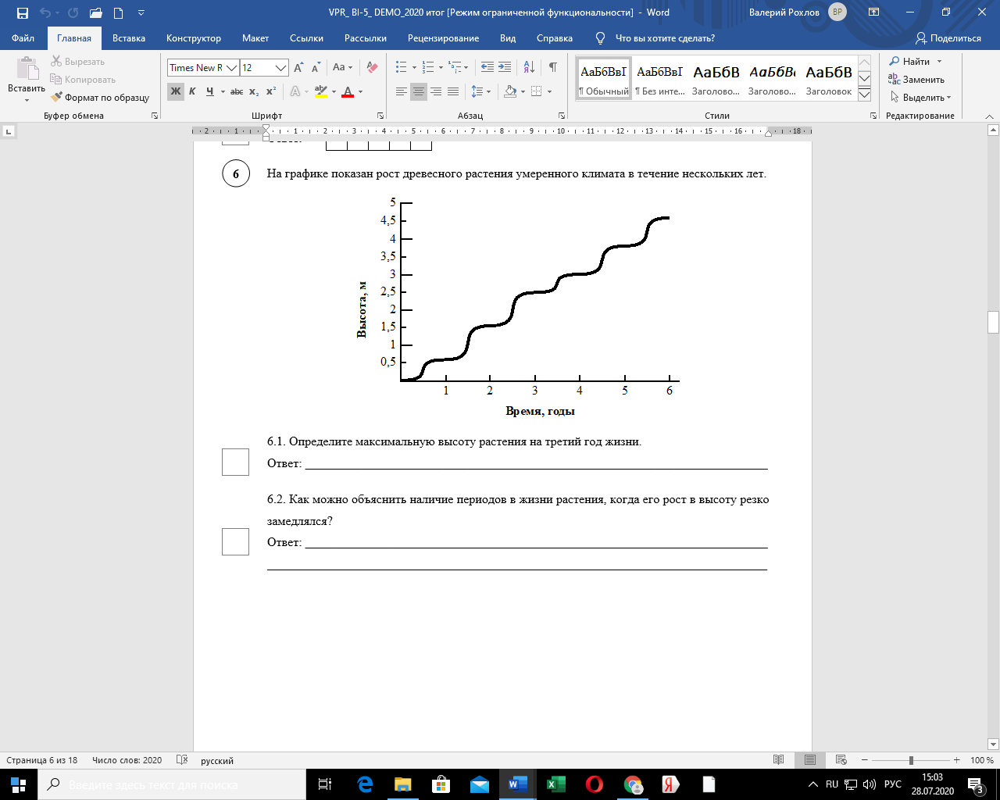 VPR_ BI-5_ DEMO_2020 итог [Режим ограниченной функциональности] - Word
Валерий Рохлов
ВР
Файл
Главная
Вставка
Конструктор
Макет
Ссылки
Рассылки
Рецензирование
Вид
Справка
Что вы хотите сделать?
Поделиться
Вставить
Вырезать
Копировать
Формат по образцу
Буфер обмена
Times New R
12
Ж К Ч abc x₂ x²
Шрифт
Абзац
АаБбВвІ
¶ Обычный
АаБбВвІ
¶ Без инте...
АаБбВ
Заголово...
АаБбВв
Заголово...
АаБбВ
Заголовок
Стили
Найти
Заменить
Выделить
Редактирование
2 1 1 2 3 4 5 6 7 8 9 10 11 12 13 14 15 16 18
6
На графике показан рост древесного растения умеренного климата в течение нескольких лет.
5
4,5
4
3,5
3
2,5
2
1,5
1
0,5
Высота, м
1 2 3 4 5 6
Время, годы
6.1. Определите максимальную высоту растения на третий год жизни.
Ответ:
6.2. Как можно объяснить наличие периодов в жизни растения, когда его рост в высоту резко
замедлялся?
Ответ:
Страница 6 из 18
Число слов: 2020
русский
100 %
Введите здесь текст для поиска
RU
РУС
15:03
28.07.2020
3